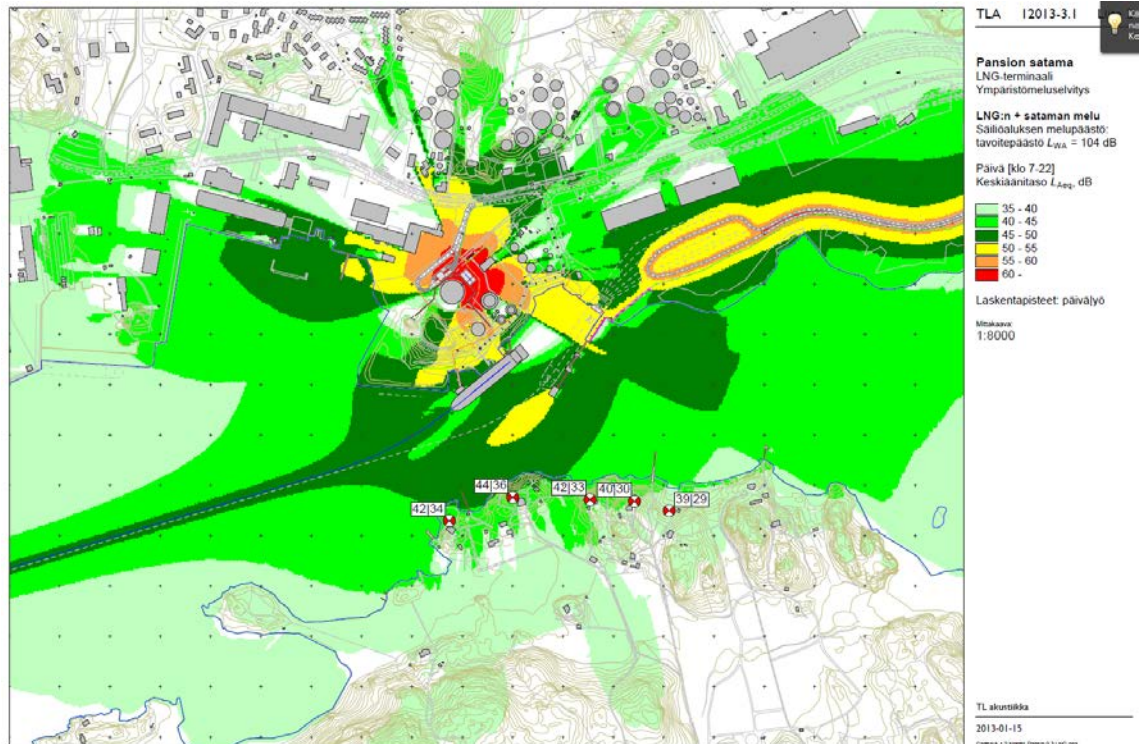 TLA 12013-3.1
Pansion satama
LNG-terminaali
Ympäristömeluselvitys
LNG:n + sataman melu
Säiliöaluksen melupäästö:
tavoitepäästö LWA = 104 dB
Päivä [klo 7-22]
Keskiäänitaso LAeq, dB
35 - 40
40 - 45
45 - 50
50 - 55
55 - 60
60 -
Laskentapisteet: päivä|yö
Mittakaava:
1:8000
44|36
42|33
40|30
39|29
42|34
TL akustiikka
2013-01-15